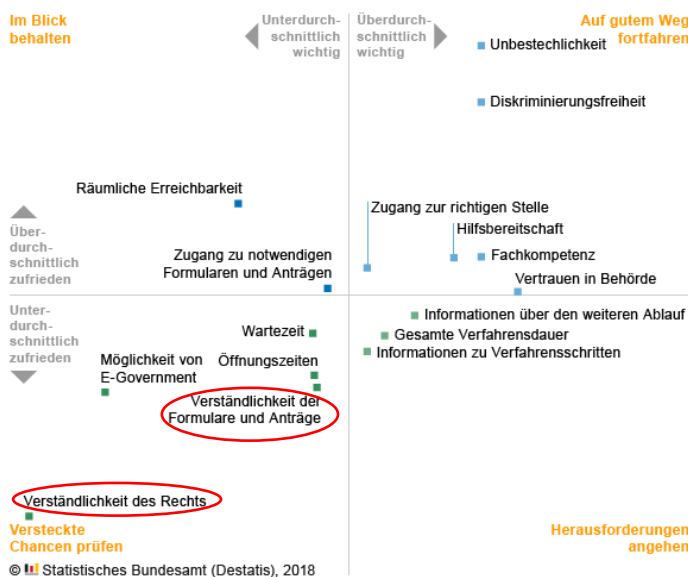 Im Blick
behalten
Unterdurch-
schnittlich
wichtig
Überdurch-
schnittlich
wichtig
Auf gutem Weg
fortfahren
Unbestechlichkeit
Diskriminierungsfreiheit
Räumliche Erreichbarkeit
Zugang zur richtigen Stelle
Hilfsbereitschaft
Über-
durch-
schnittlich
zufrieden
Zugang zu notwendigen
Formularen und Anträgen
Fachkompetenz
Vertrauen in Behörde
Unter-
durch-
schnittlich
zufrieden
Informationen über den weiteren Ablauf
Wartezeit
Gesamte Verfahrensdauer
Möglichkeit von
E-Government
Öffnungszeiten
Informationen zu Verfahrensschritten
Verständlichkeit der
Formulare und Anträge
Verständlichkeit des Rechts
Versteckte
Chancen prüfen
Herausforderungen
angehen
© Statistisches Bundesamt (Destatis), 2018